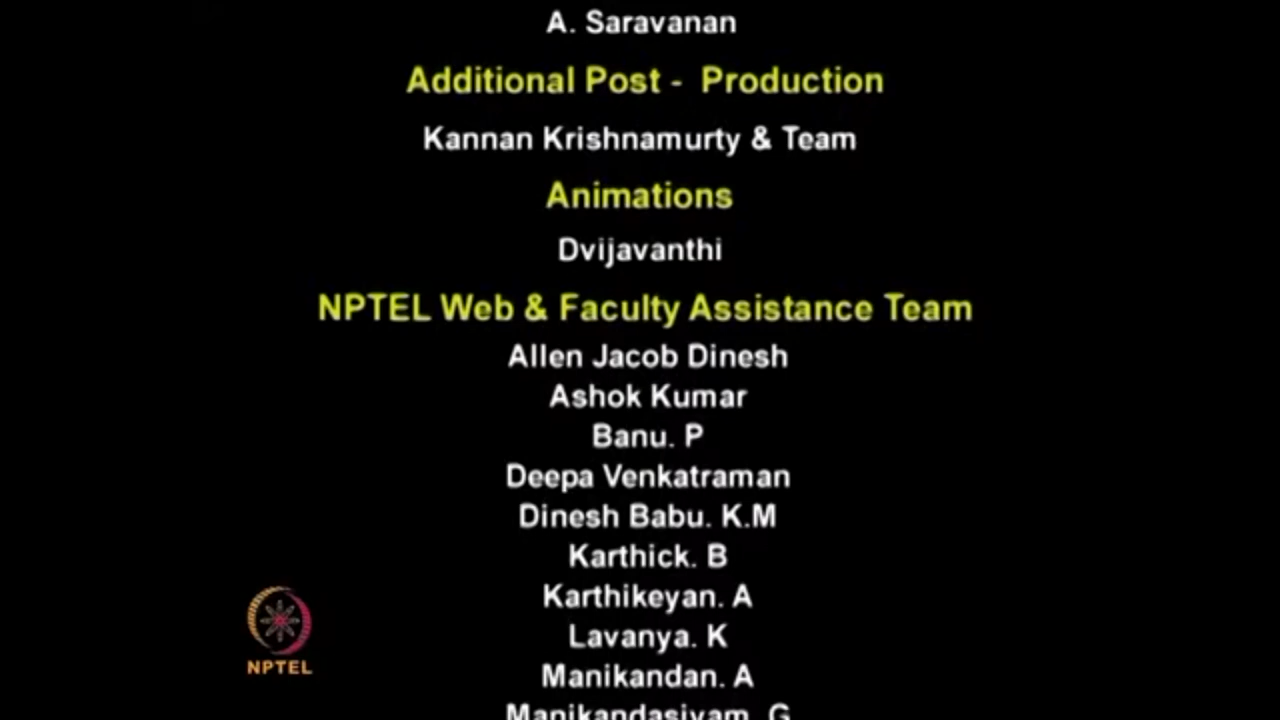 A. Saravanan
Additional Post - Production
Kannan Krishnamurty & Team
Animations
Dvijavanthi
NPTEL Web & Faculty Assistance Team
Allen Jacob Dinesh
Ashok Kumar
Banu. P
Deepa Venkatraman
Dinesh Babu. K.M
Karthick. B
Karthikeyan. A
Lavanya. K
Manikandan. A
Manikandasivam. G
NPTEL